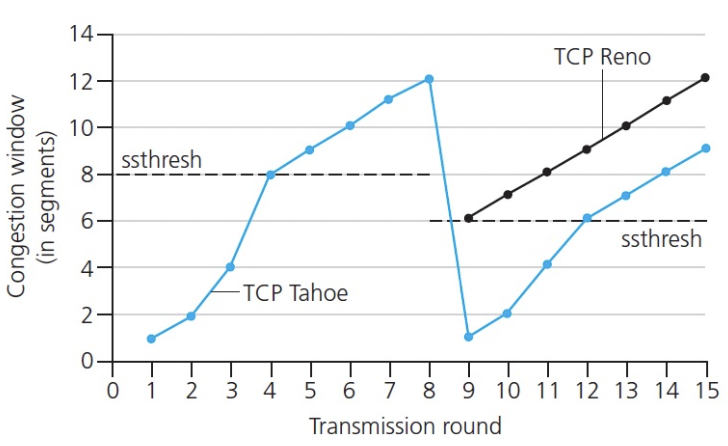 14
TCP Reno
12
10
ssthresh
8
6
ssthresh
4
TCP Tahoe
2
0
Congestion window
(in segments)
0 1 2 3 4 5 6 7 8 9 10 11 12 13 14 15
Transmission round